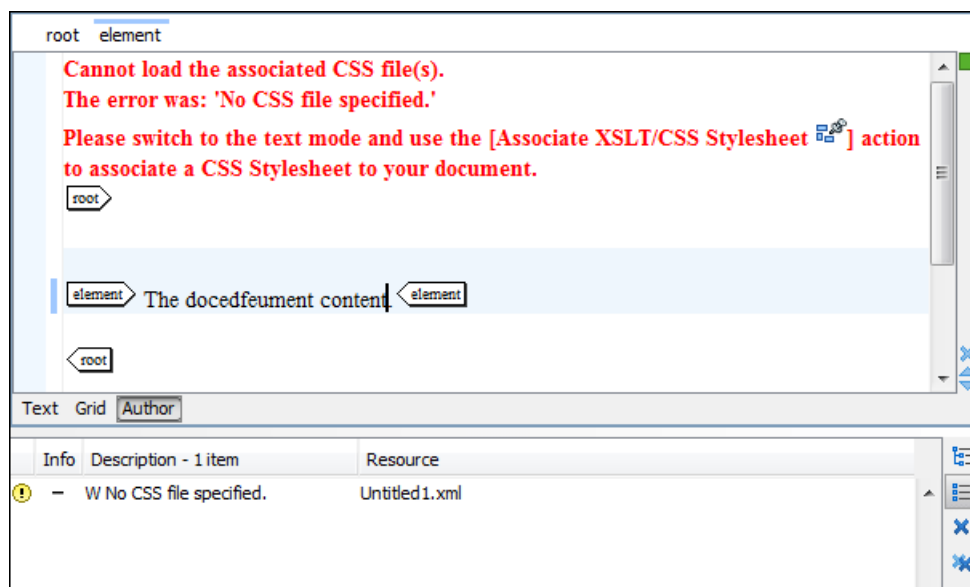 root element
Cannot load the associated CSS file(s).
The error was: 'No CSS file specified.'
Please switch to the text mode and use the [Associate XSLT/CSS Stylesheet ] action
to associate a CSS Stylesheet to your document.
root
element The docedfeument content. element
root
Text Grid Author
Info Description - 1 item Resource
W No CSS file specified. Untitled1.xml